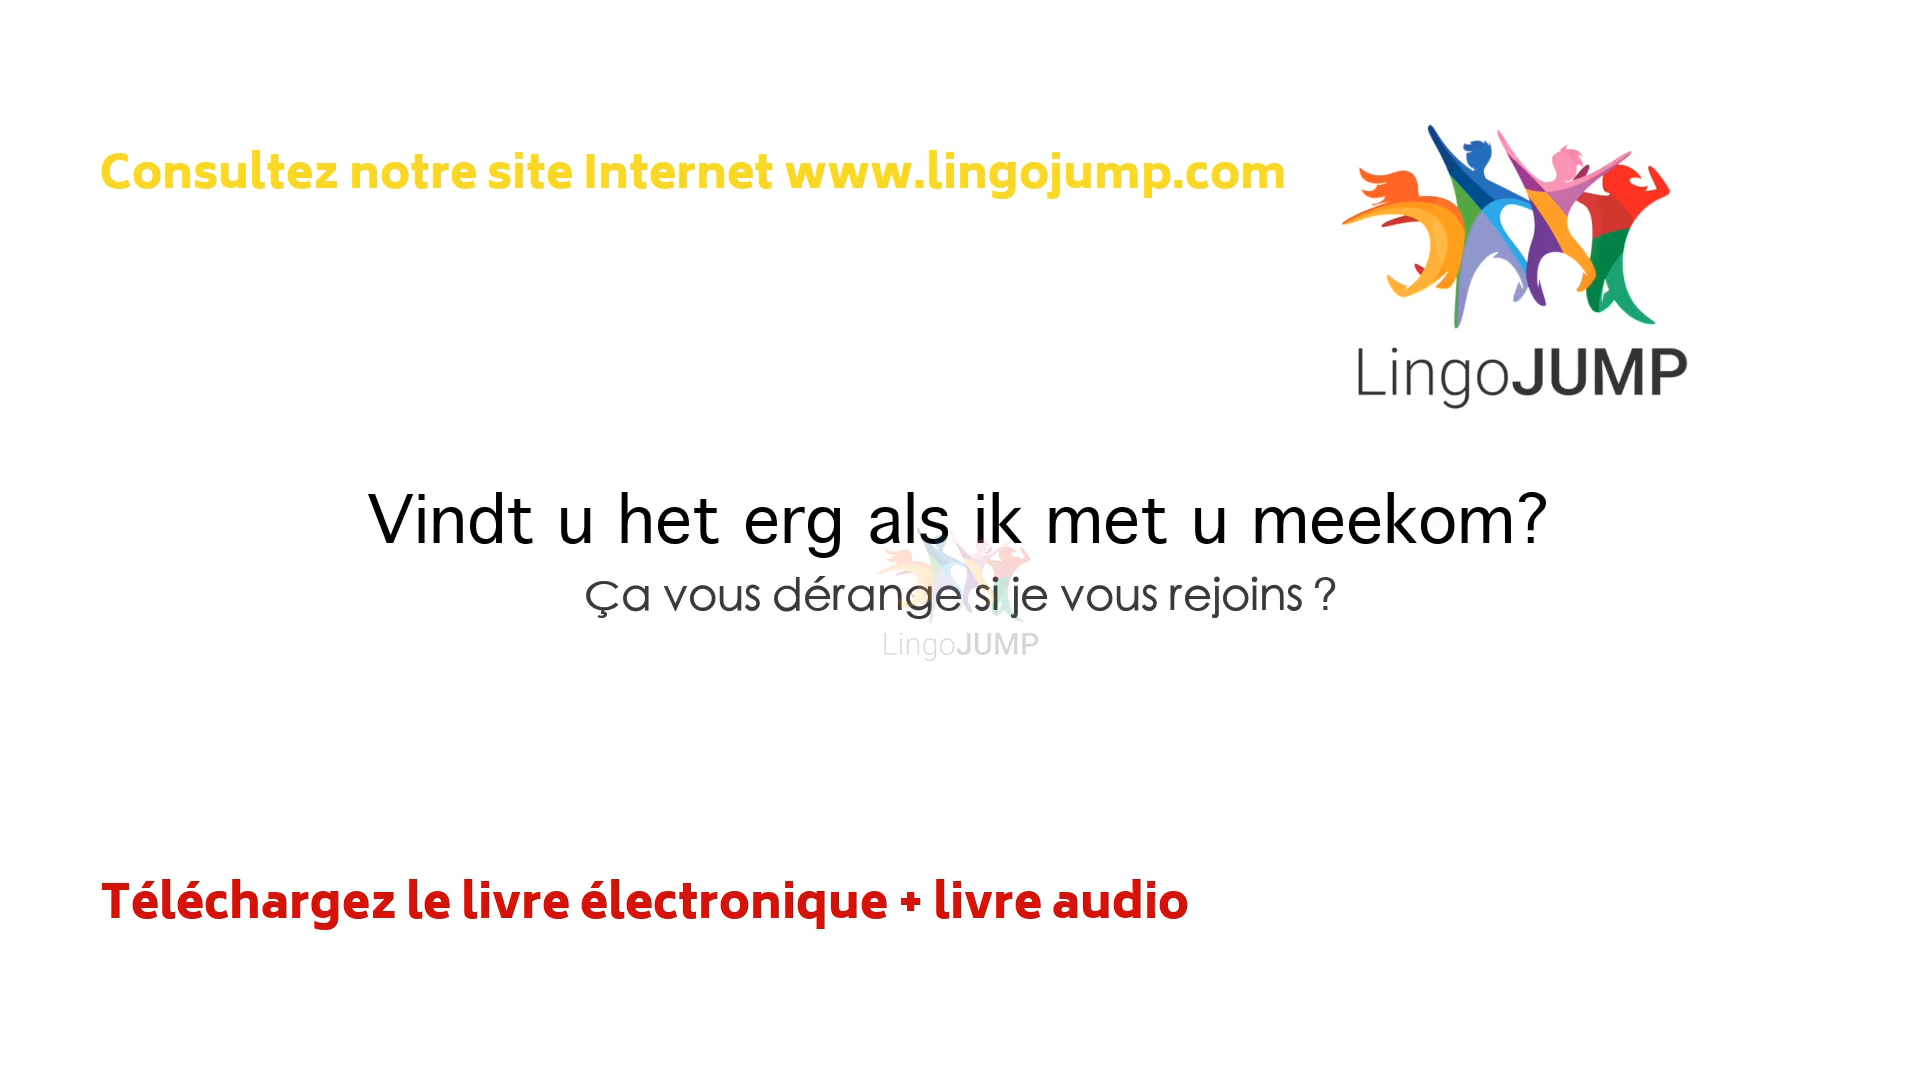 Consultez notre site Internet www.lingojump.com
LingoJUMP
Vindt u het erg als ik met u meekom?
Ça vous dérange si je vous rejoins ?
LingoJUMP
Téléchargez le livre électronique + livre audio